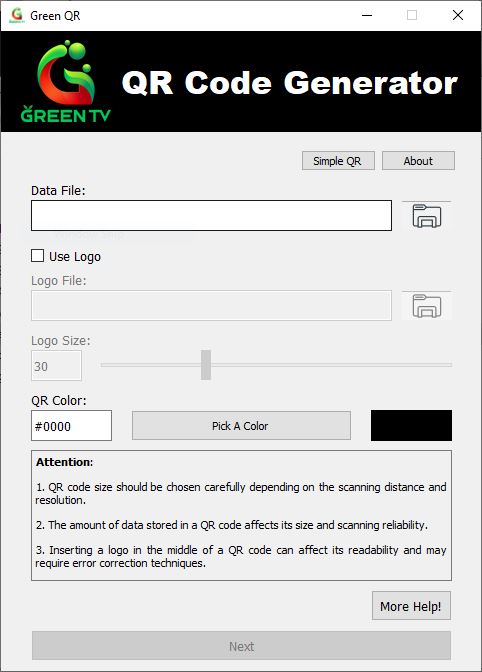 Green QR
GREEN TV
QR Code Generator
Simple QR
About
Data File:
Use Logo
Logo File:
Logo Size:
30
QR Color:
#0000
Pick A Color
Attention:
1. QR code size should be chosen carefully depending on the scanning distance and
resolution.
2. The amount of data stored in a QR code affects its size and scanning reliability.
3. Inserting a logo in the middle of a QR code can affect its readability and may
require error correction techniques.
More Help!
Next